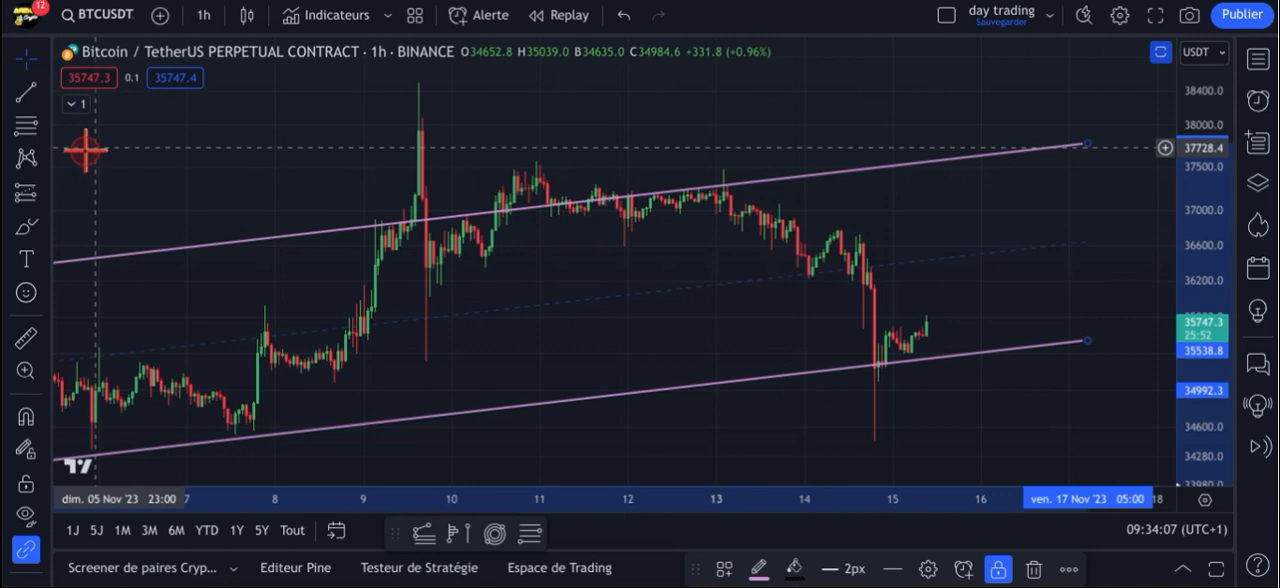 12
BTCUSDT
1h
Indicateurs
Alerte
Replay
day trading
Sauvegarder
Publier
Bitcoin / TetherUS PERPETUAL CONTRACT · 1h · BINANCE O34652.8 H35039.0 B34635.0 C34984.6 +331.8 (+0.96%)
USDT
35747.3 0.1 35747.4
1
38400.0
38000.0
37728.4
37500.0
37000.0
36600.0
36200.0
35747.3
25:52
35538.8
34992.3
34600.0
34280.0
33980.0
dim. 05 Nov '23 23:00 7 8 9 10 11 12 13 14 15 16 ven. 17 Nov '23 05:00 18
1J 5J 1M 3M 6M YTD 1Y 5Y Tout
09:34:07 (UTC+1)
Screener de paires Cryp... Editeur Pine Testeur de Stratégie Espace de Trading
2px